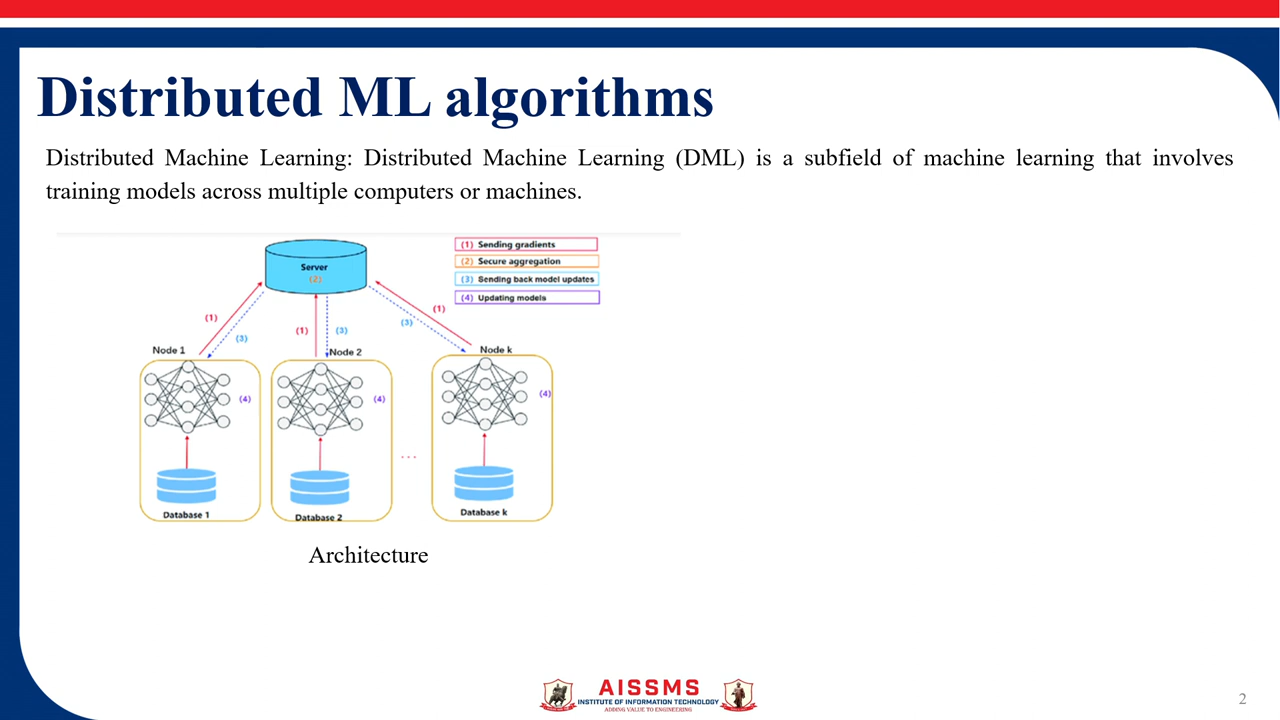 Distributed ML algorithms
Distributed Machine Learning: Distributed Machine Learning (DML) is a subfield of machine learning that involves
training models across multiple computers or machines.
Server
(2)
(1) Sending gradients
(2) Secure aggregation
(3) Sending back model updates
(4) Updating models
(1)
(3)
(1)
(3)
(3)
(1)
Node 1
Node 2
Node k
(4)
(4)
(4)
...
Database 1
Database 2
Database k
Architecture
AISSMS
INSTITUTE OF INFORMATION TECHNOLOGY
ADDING VALUE TO ENGINEERING
2